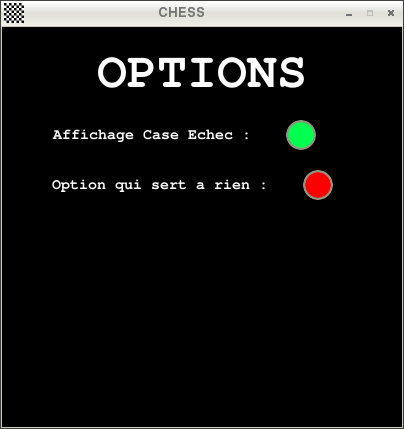 CHESS
OPTIONS
Affichage Case Echec :
Option qui sert a rien :